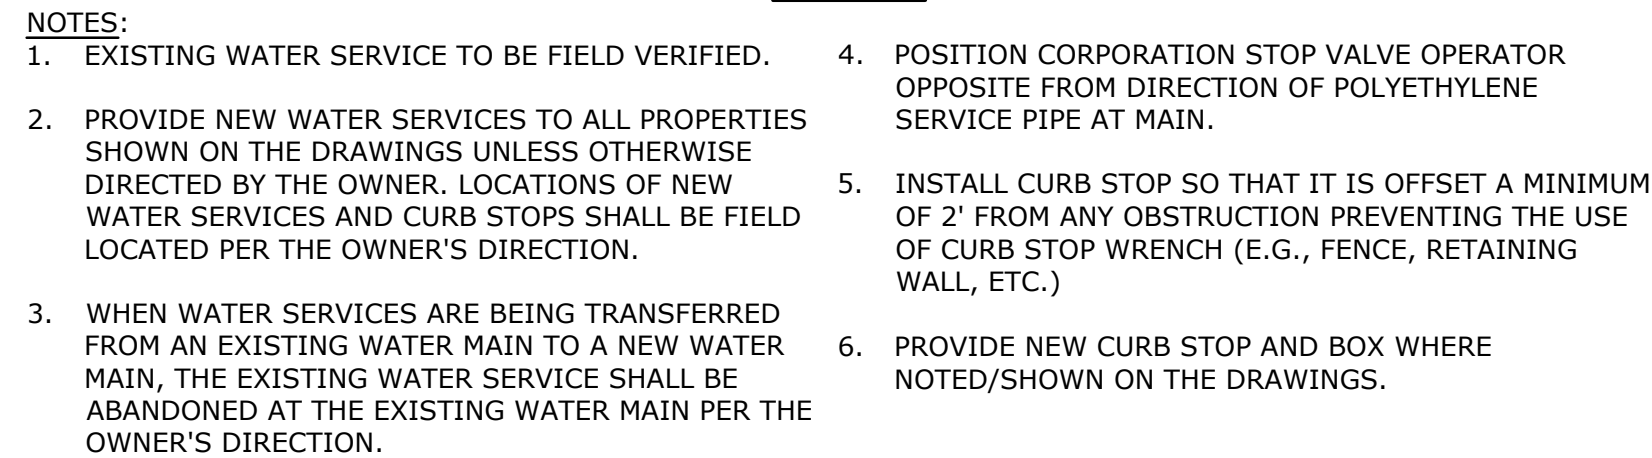 NOTES:
1. EXISTING WATER SERVICE TO BE FIELD VERIFIED.
2. PROVIDE NEW WATER SERVICES TO ALL PROPERTIES
SHOWN ON THE DRAWINGS UNLESS OTHERWISE
DIRECTED BY THE OWNER. LOCATIONS OF NEW
WATER SERVICES AND CURB STOPS SHALL BE FIELD
LOCATED PER THE OWNER'S DIRECTION.
3. WHEN WATER SERVICES ARE BEING TRANSFERRED
FROM AN EXISTING WATER MAIN TO A NEW WATER
MAIN, THE EXISTING WATER SERVICE SHALL BE
ABANDONED AT THE EXISTING WATER MAIN PER THE
OWNER'S DIRECTION.
4. POSITION CORPORATION STOP VALVE OPERATOR
OPPOSITE FROM DIRECTION OF POLYETHYLENE
SERVICE PIPE AT MAIN.
5. INSTALL CURB STOP SO THAT IT IS OFFSET A MINIMUM
OF 2' FROM ANY OBSTRUCTION PREVENTING THE USE
OF CURB STOP WRENCH (E.G., FENCE, RETAINING
WALL, ETC.)
6. PROVIDE NEW CURB STOP AND BOX WHERE
NOTED/SHOWN ON THE DRAWINGS.